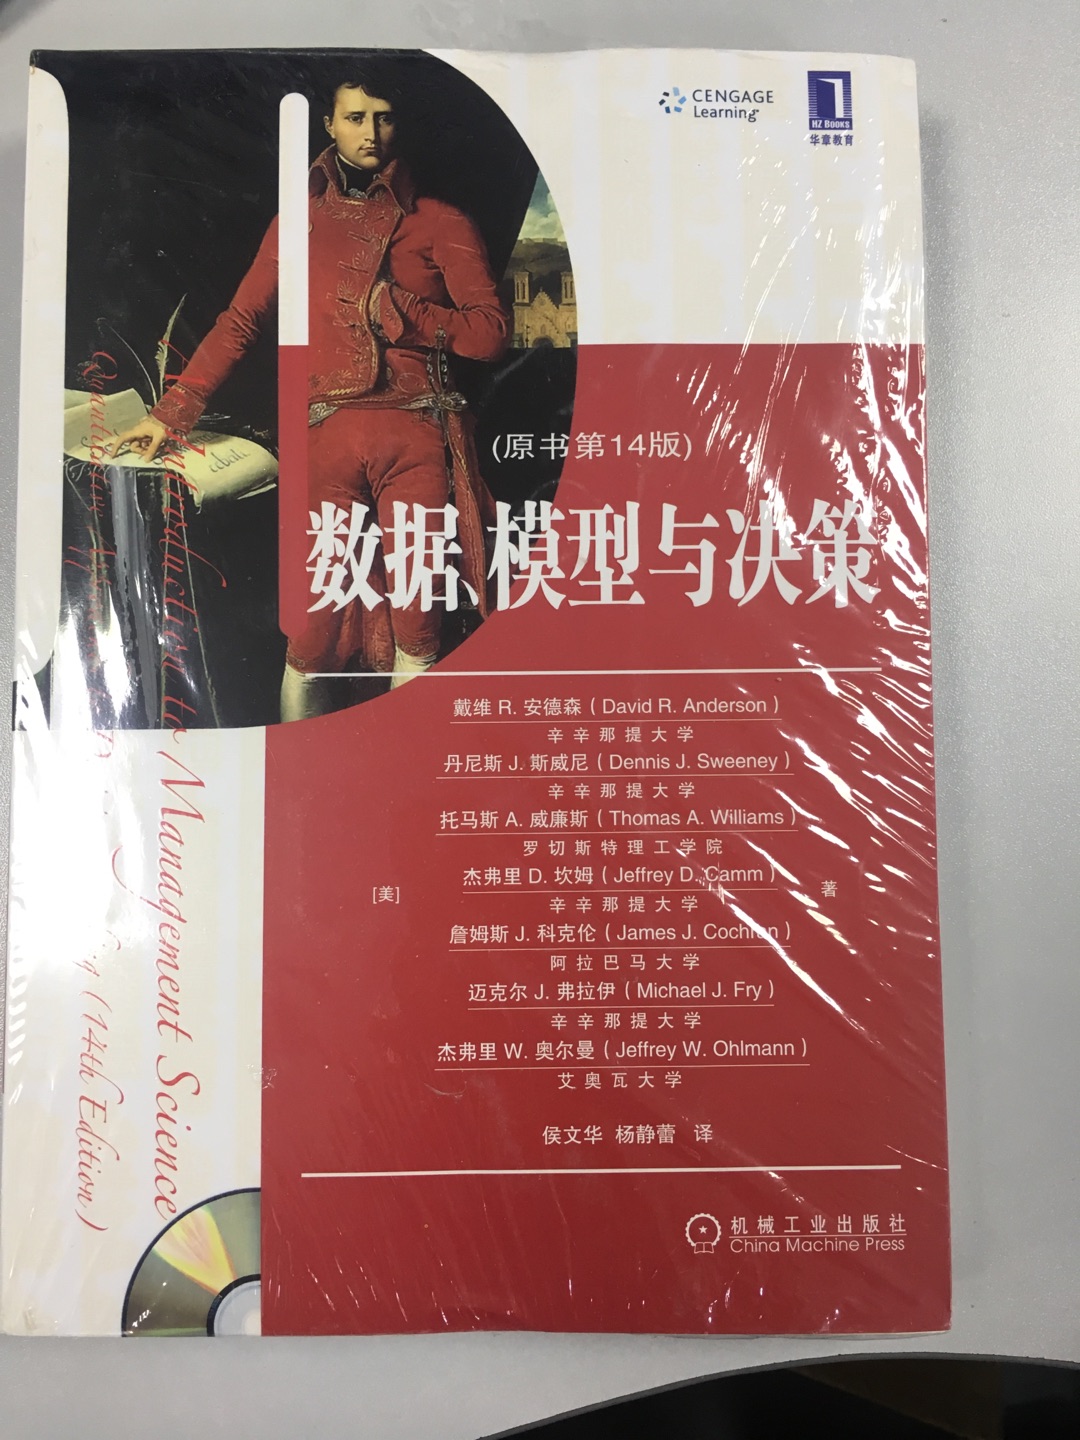 CENGAGE
Learning
HZ BOOKS
华章教育
(原书第14版)
数据、模型与决策
戴维 R. 安德森（David R. Anderson）
辛辛那提大学
丹尼斯 J. 斯威尼（Dennis J. Sweeney）
辛辛那提大学
托马斯 A. 威廉斯（Thomas A. Williams）
罗切斯特理工学院
杰弗里 D. 坎姆（Jeffrey D. Camm）
辛辛那提大学
[美]
著
詹姆斯 J. 科克伦（James J. Cochran）
阿拉巴马大学
迈克尔 J. 弗拉伊（Michael J. Fry）
辛辛那提大学
杰弗里 W. 奥尔曼（Jeffrey W. Ohlmann）
艾奥瓦大学
侯文华 杨静蕾 译
机械工业出版社
China Machine Press
An Introduction to Management Science
Quantitative (14th Edition)